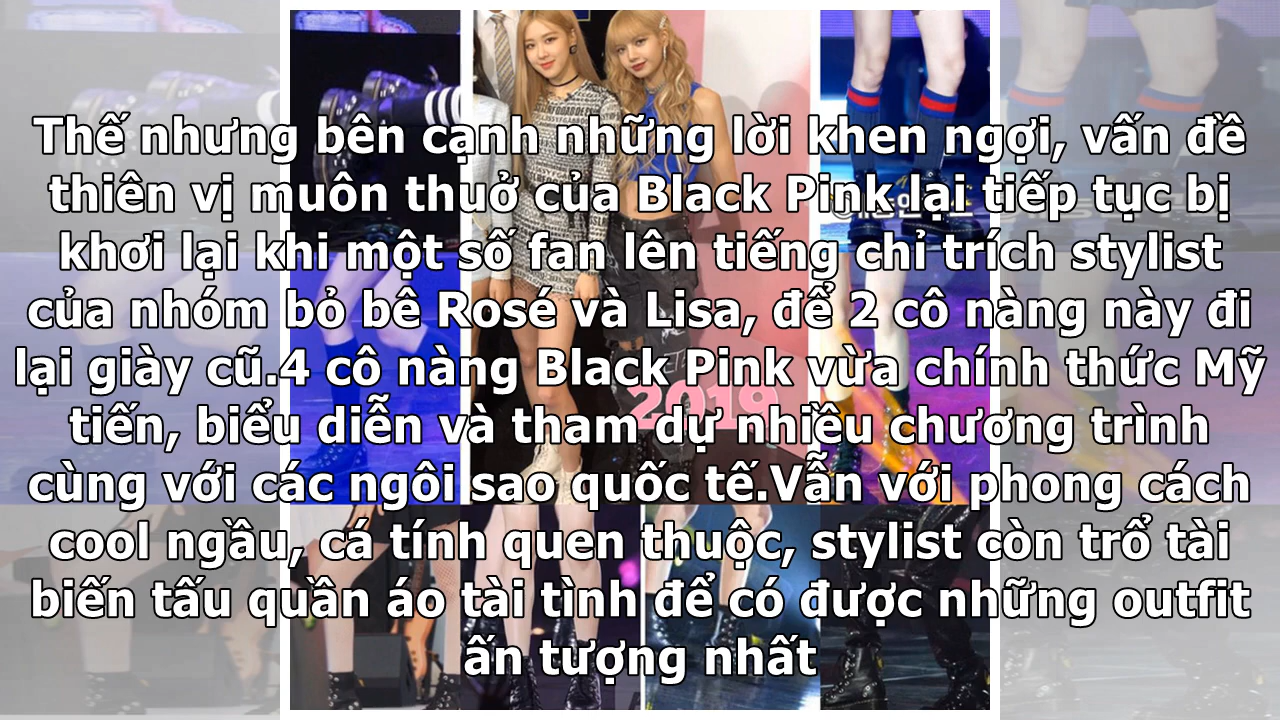 Thế nhưng bên cạnh những lời khen ngợi, vấn đề
thiên vị muôn thuở của Black Pink lại tiếp tục bị
khơi lại khi một số fan lên tiếng chỉ trích stylist
của nhóm bỏ bê Rosé và Lisa, để 2 cô nàng này đi
lại giày cũ.4 cô nàng Black Pink vừa chính thức Mỹ
tiến, biểu diễn và tham dự nhiều chương trình
cùng với các ngôi sao quốc tế.Vẫn với phong cách
cool ngầu, cá tính quen thuộc, stylist còn trổ tài
biến tấu quần áo tài tình để có được những outfit
ấn tượng nhất
2019